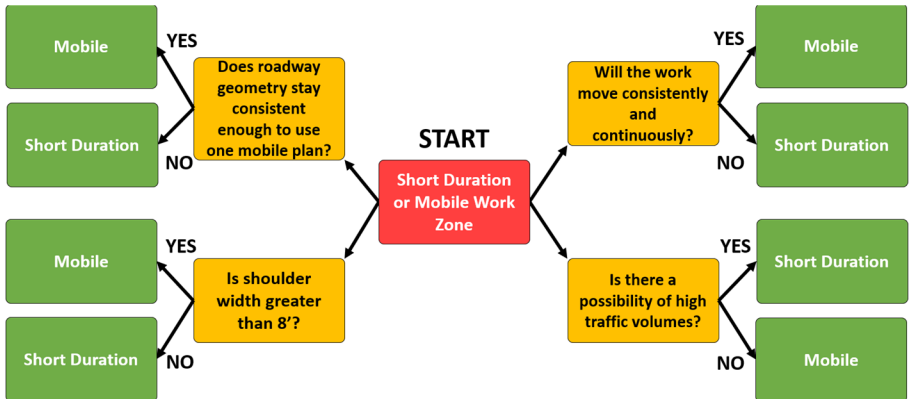 START
Short Duration
or Mobile Work
Zone
Does roadway
geometry stay
consistent
enough to use
one mobile plan?
YES
Mobile
NO
Short Duration
Is shoulder
width greater
than 8’?
YES
Mobile
NO
Short Duration
Will the work
move consistently
and
continuously?
YES
Mobile
NO
Short Duration
Is there a
possibility of high
traffic volumes?
YES
Short Duration
NO
Mobile